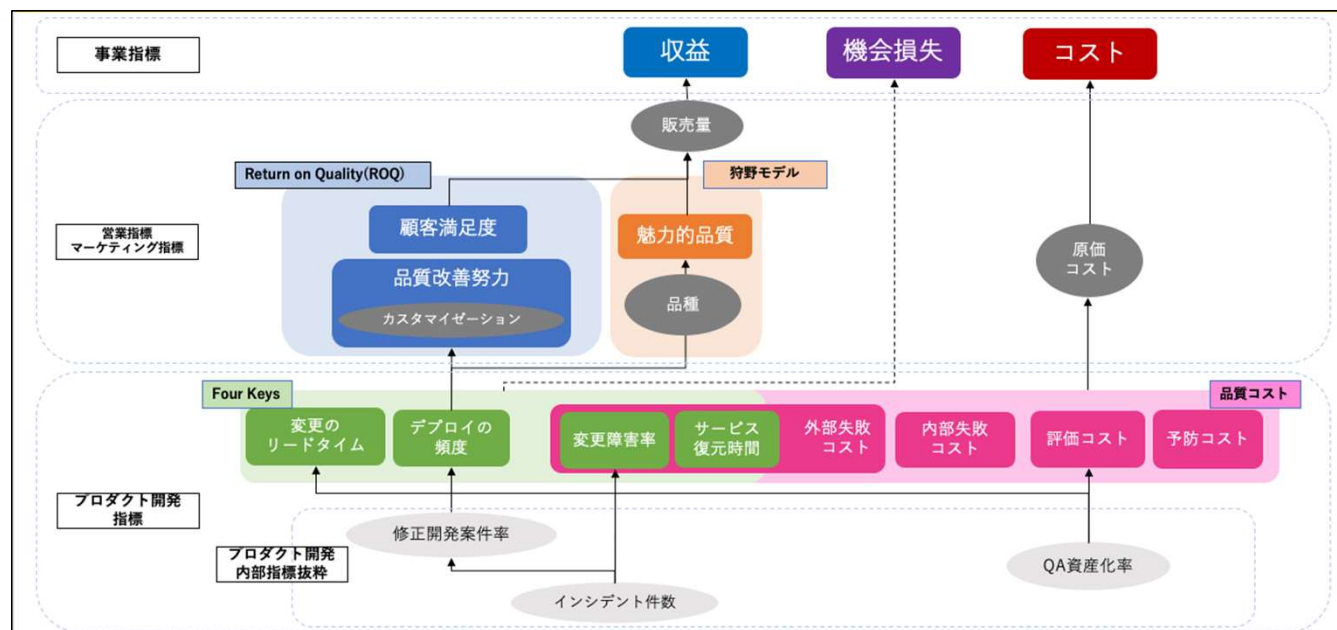 事業指標
収益
機会損失
コスト
販売量
Return on Quality(ROQ)
狩野モデル
営業指標
マーケティング指標
顧客満足度
魅力的品質
品質改善努力
カスタマイゼーション
品種
原価
コスト
Four Keys
品質コスト
変更の
リードタイム
デプロイの
頻度
変更障害率
サービス
復元時間
外部失敗
コスト
内部失敗
コスト
評価コスト
予防コスト
プロダクト開発
指標
修正開発案件率
プロダクト開発
内部指標抜粋
QA資産化率
インシデント件数